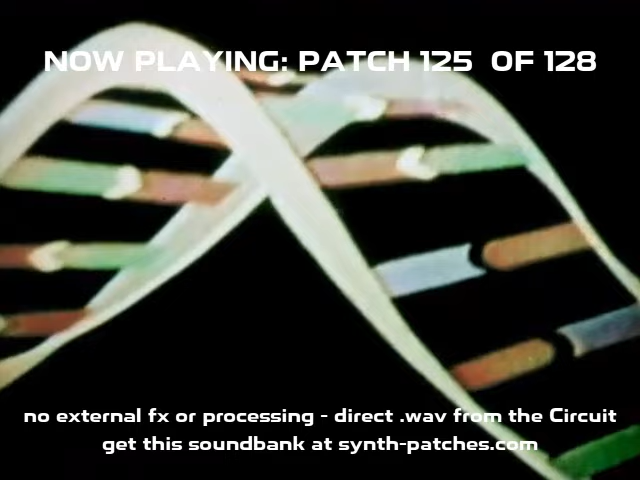 NOW PLAYING: PATCH 125 OF 128
no external fx or processing - direct .wav from the Circuit
get this soundbank at synth-patches.com